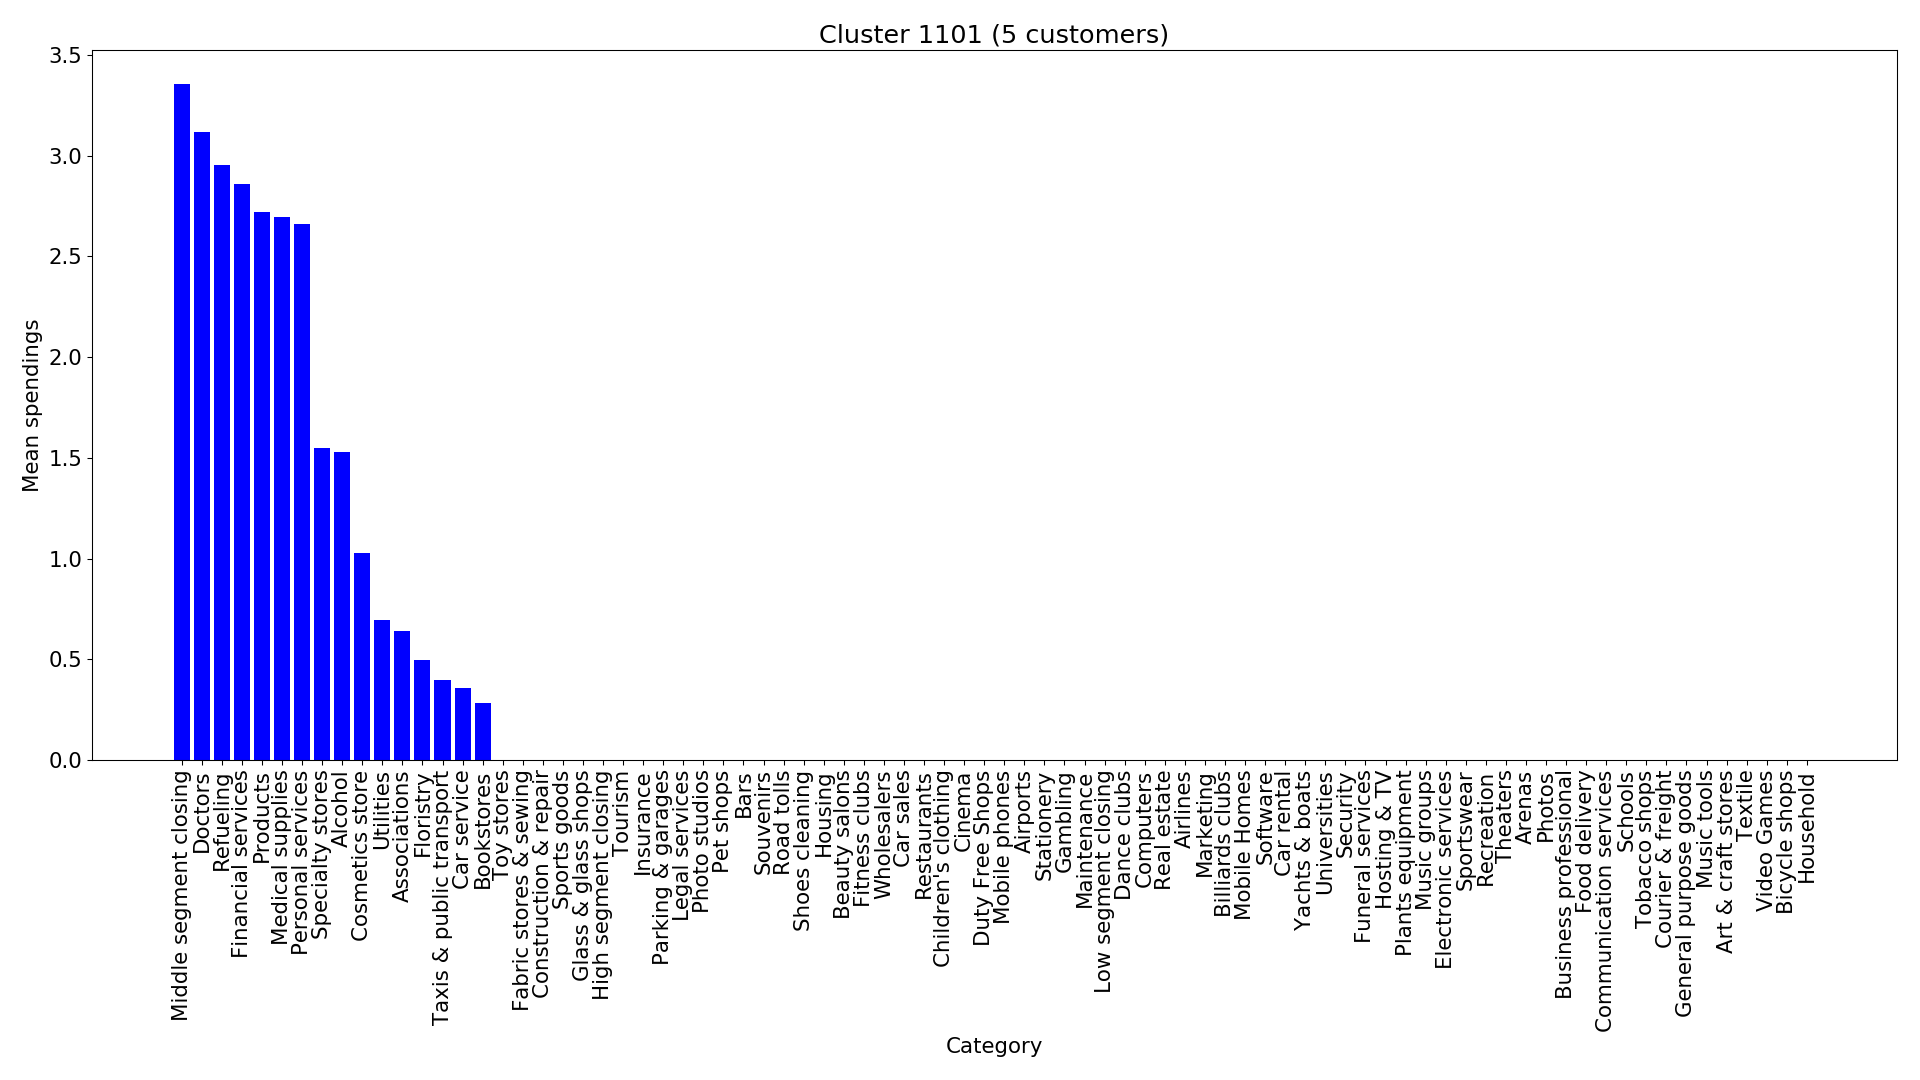 Cluster 1101 (5 customers)
3.5
3.0
2.5
2.0
1.5
1.0
0.5
0.0
Mean spendings
Middle segment closing
Doctors
Refueling
Financial services
Products
Medical supplies
Personal services
Specialty stores
Alcohol
Cosmetics store
Utilities
Associations
Floristry
Taxis & public transport
Car service
Bookstores
Toy stores
Fabric stores & sewing
Construction & repair
Sports goods
Glass & glass shops
High segment closing
Tourism
Insurance
Parking & garages
Legal services
Photo studios
Pet shops
Bars
Souvenirs
Road tolls
Shoes cleaning
Housing
Beauty salons
Fitness clubs
Wholesalers
Car sales
Restaurants
Children's clothing
Cinema
Duty Free Shops
Mobile phones
Airports
Stationery
Gambling
Maintenance
Low segment closing
Dance clubs
Computers
Real estate
Airlines
Marketing
Billiards clubs
Mobile Homes
Software
Car rental
Yachts & boats
Universities
Security
Funeral services
Hosting & TV
Plants equipment
Music groups
Electronic services
Sportswear
Recreation
Theaters
Arenas
Photos
Business professional
Food delivery
Communication services
Schools
Tobacco shops
Courier & freight
General purpose goods
Music tools
Art & craft stores
Textile
Video Games
Bicycle shops
Household
Category